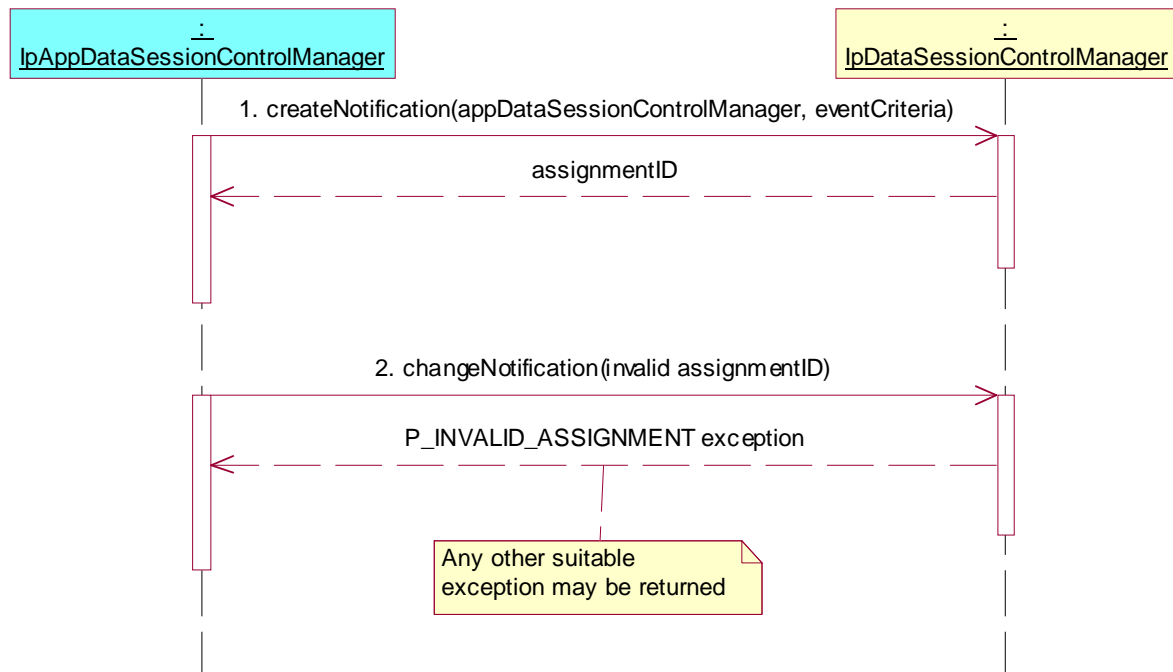 :
IpAppDataSessionControlManager
:
IpDataSessionControlManager
1. createNotification(appDataSessionControlManager, eventCriteria)
assignmentID
2. changeNotification(invalid assignmentID)
P_INVALID_ASSIGNMENT exception
Any other suitable
exception may be returned